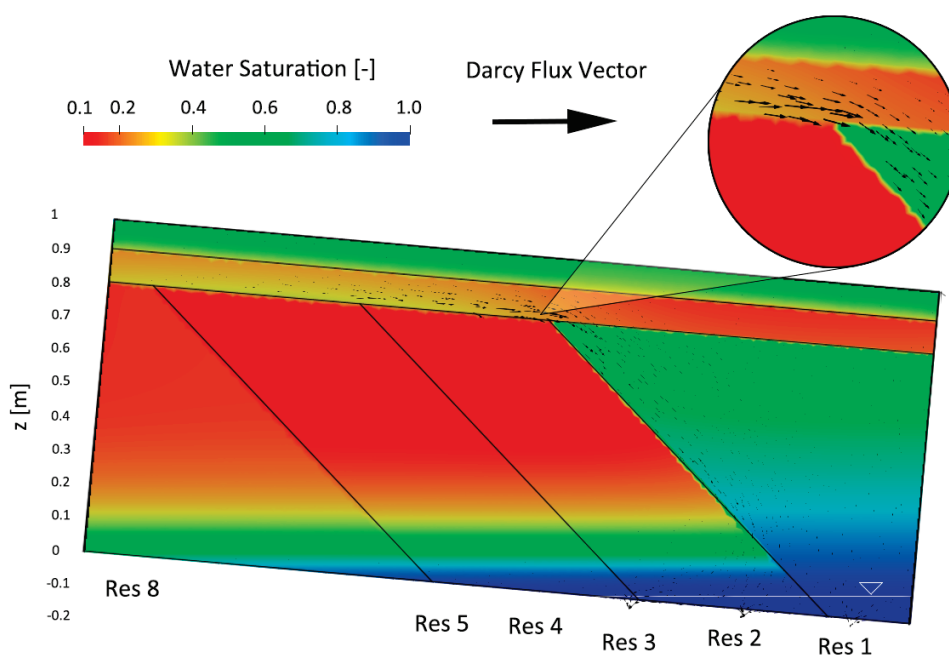 Water Saturation [-]
Darcy Flux Vector
0.1 0.2 0.4 0.6 0.8 1.0
1
0.9
0.8
0.7
0.6
0.5
0.4
0.3
0.2
0.1
0
-0.1
-0.2
z [m]
Res 8
Res 5
Res 4
Res 3
Res 2
Res 1